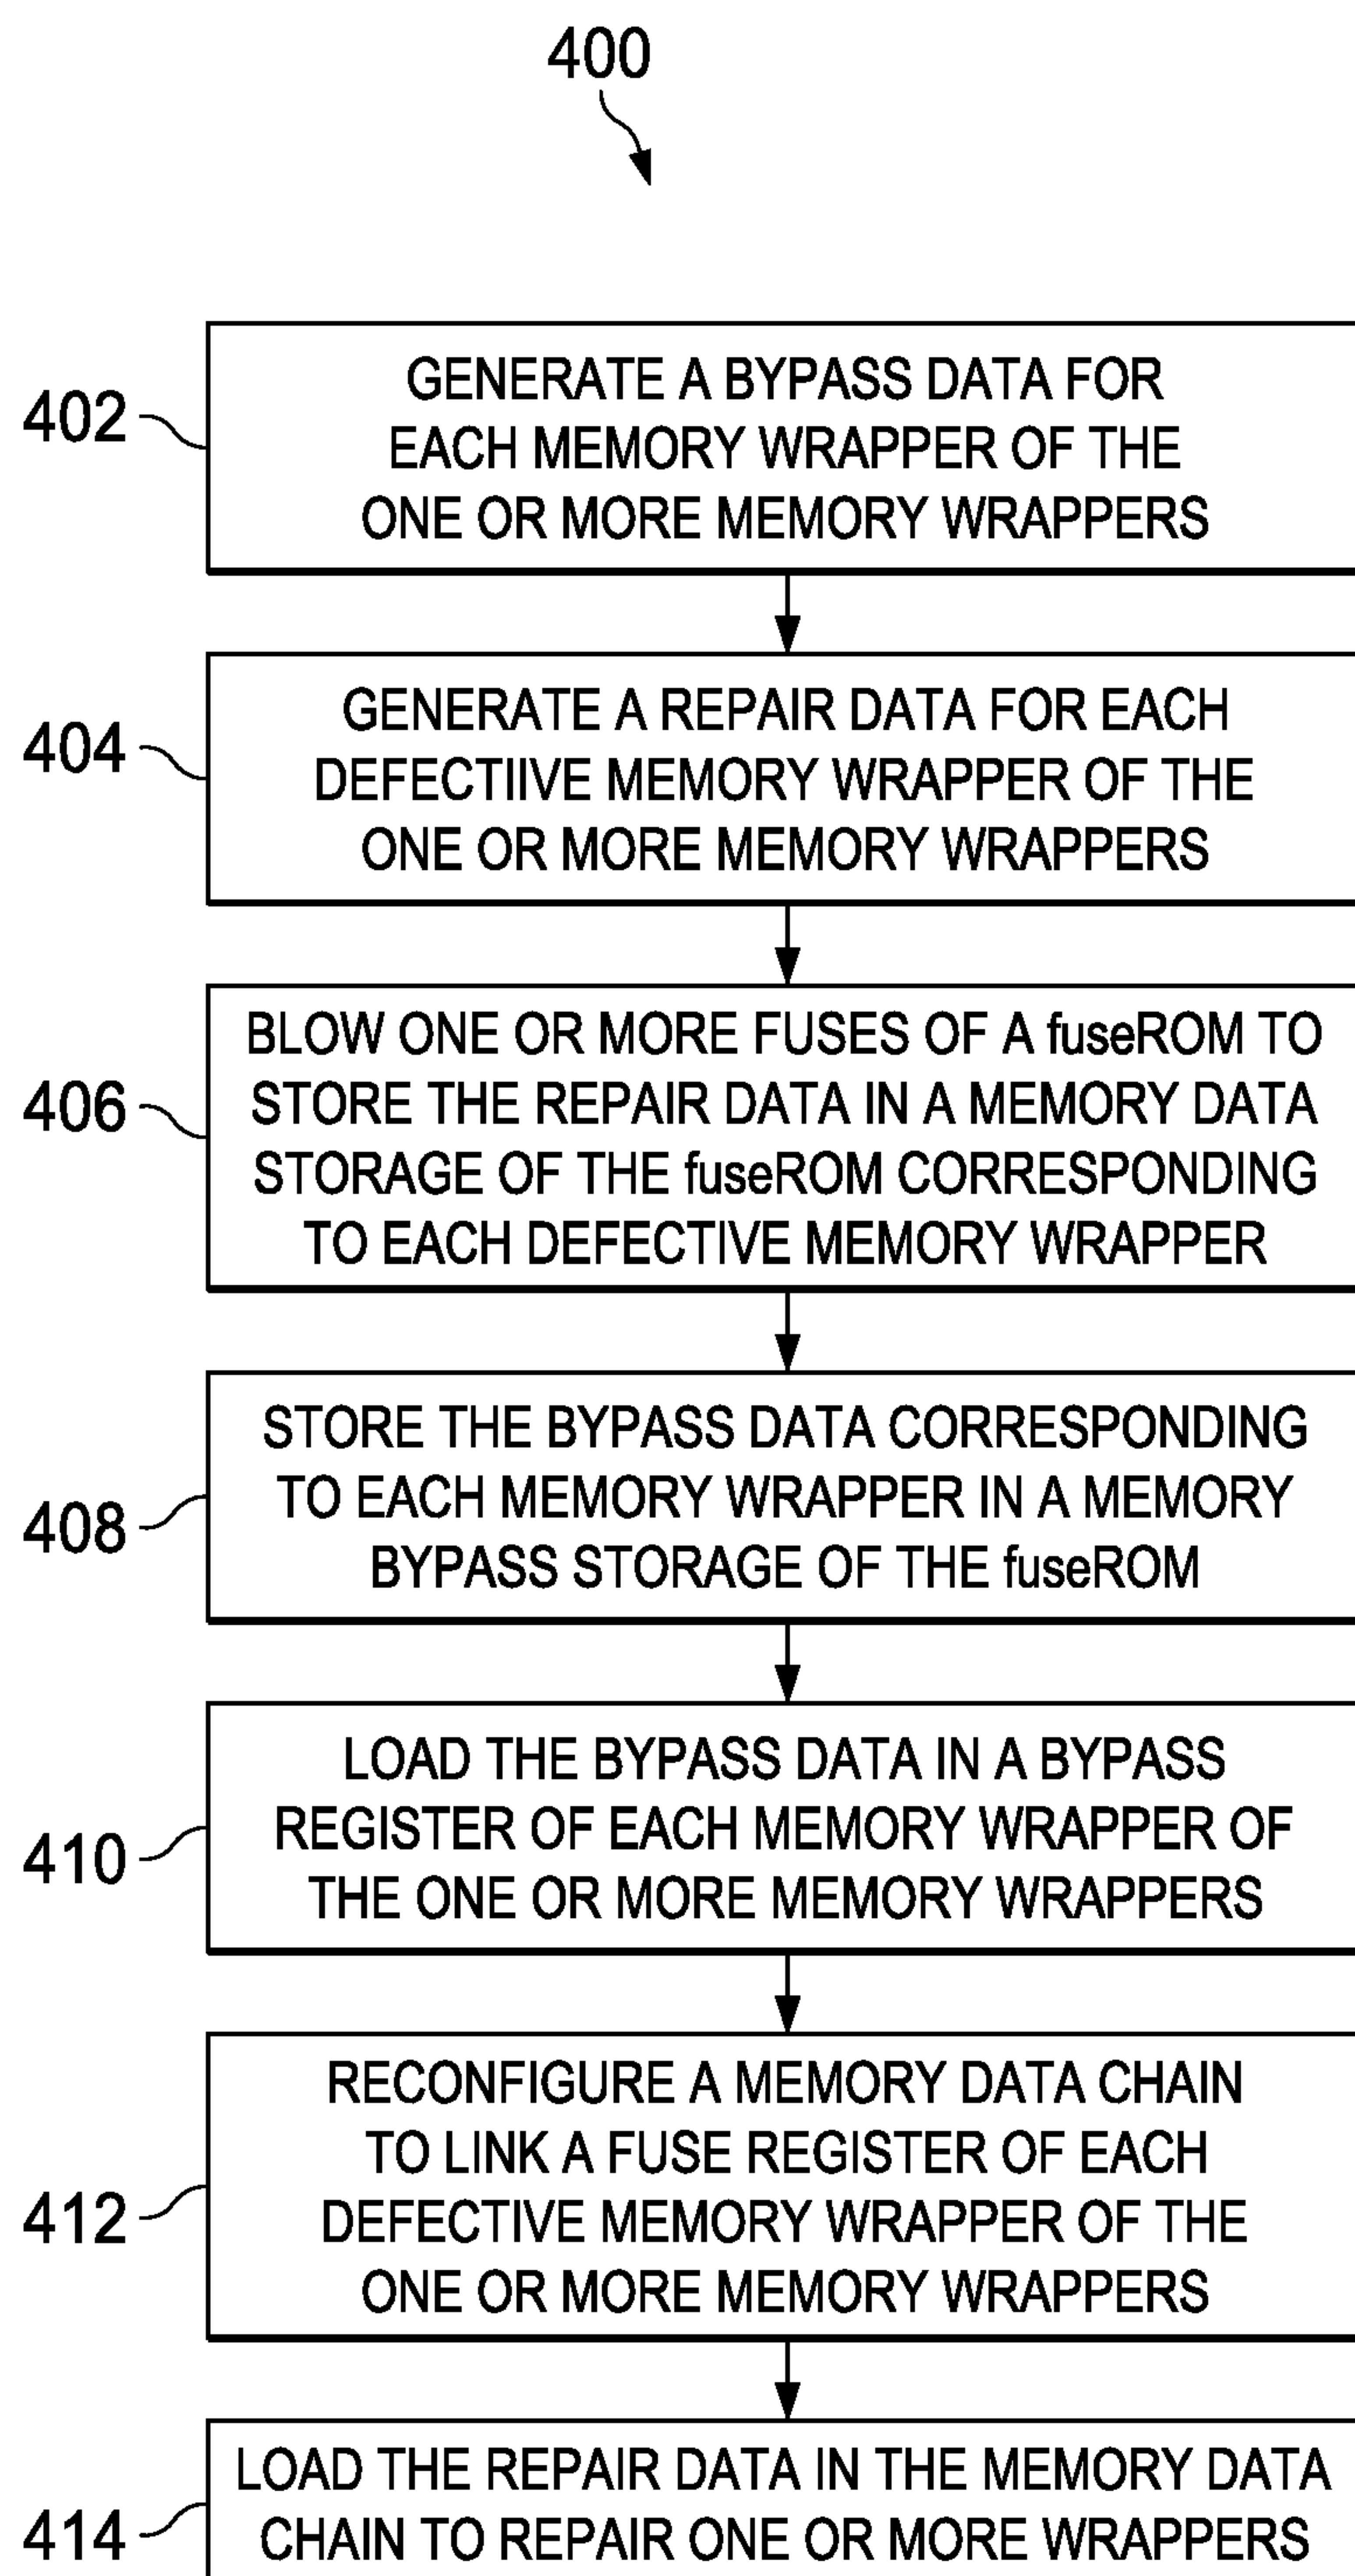 400
402
GENERATE A BYPASS DATA FOR
EACH MEMORY WRAPPER OF THE
ONE OR MORE MEMORY WRAPPERS
404
GENERATE A REPAIR DATA FOR EACH
DEFECTIIVE MEMORY WRAPPER OF THE
ONE OR MORE MEMORY WRAPPERS
406
BLOW ONE OR MORE FUSES OF A fuseROM TO
STORE THE REPAIR DATA IN A MEMORY DATA
STORAGE OF THE fuseROM CORRESPONDING
TO EACH DEFECTIVE MEMORY WRAPPER
408
STORE THE BYPASS DATA CORRESPONDING
TO EACH MEMORY WRAPPER IN A MEMORY
BYPASS STORAGE OF THE fuseROM
410
LOAD THE BYPASS DATA IN A BYPASS
REGISTER OF EACH MEMORY WRAPPER OF
THE ONE OR MORE MEMORY WRAPPERS
412
RECONFIGURE A MEMORY DATA CHAIN
TO LINK A FUSE REGISTER OF EACH
DEFECTIVE MEMORY WRAPPER OF THE
ONE OR MORE MEMORY WRAPPERS
414
LOAD THE REPAIR DATA IN THE MEMORY DATA
CHAIN TO REPAIR ONE OR MORE WRAPPERS